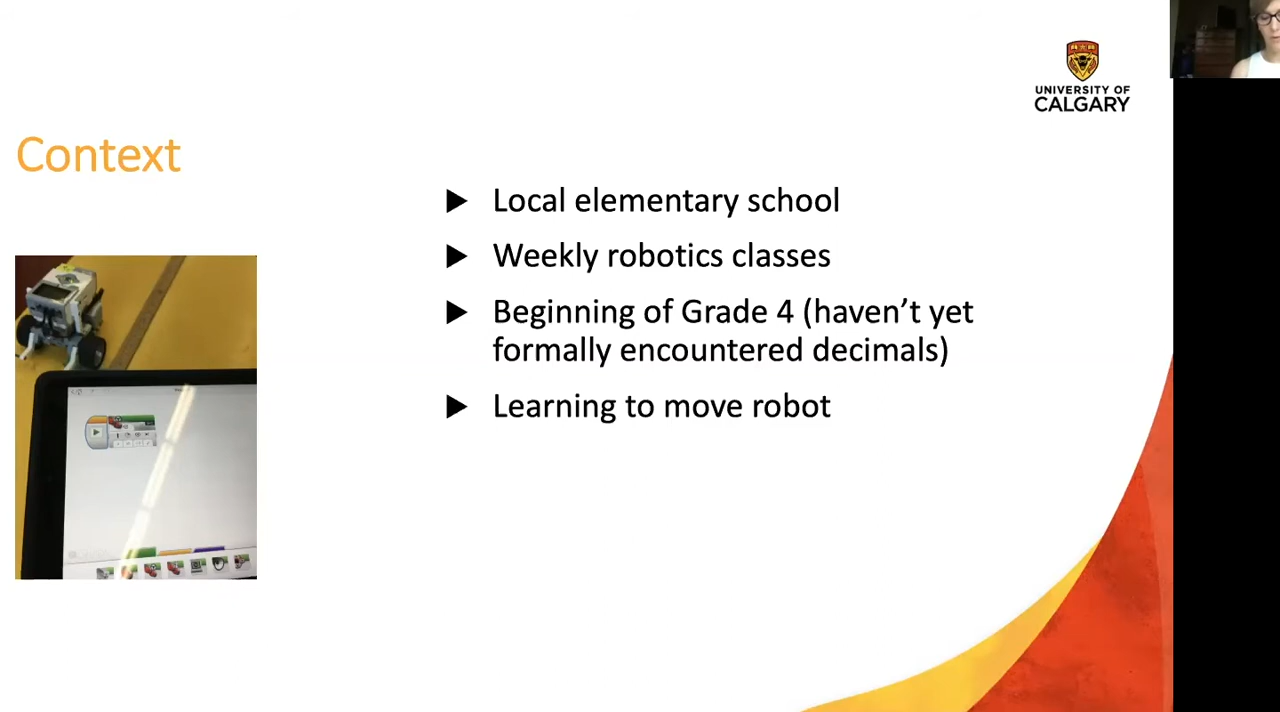 UNIVERSITY OF
CALGARY
Context
Local elementary school
Weekly robotics classes
Beginning of Grade 4 (haven’t yet
formally encountered decimals)
Learning to move robot